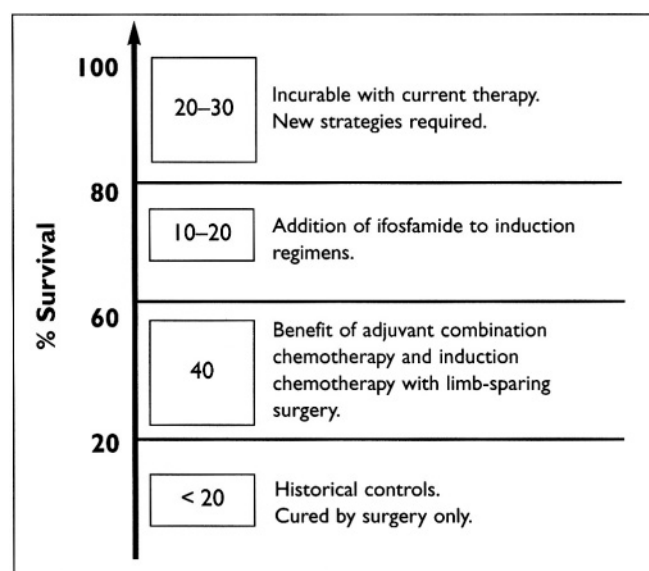 100
20–30
Incurable with current therapy.
New strategies required.
80
10–20
Addition of ifosfamide to induction
regimens.
60
% Survival
40
Benefit of adjuvant combination
chemotherapy and induction
chemotherapy with limb-sparing
surgery.
20
< 20
Historical controls.
Cured by surgery only.